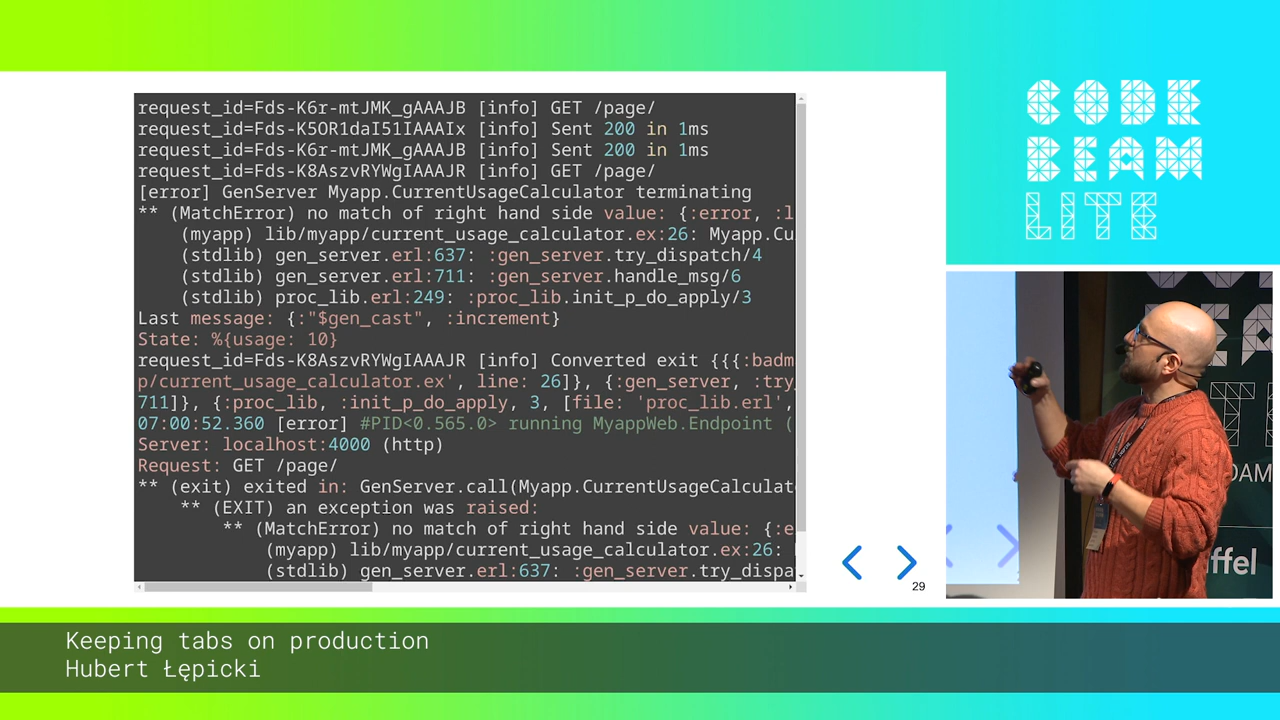 request_id=Fds-K6r-mtJMK_gAAAJB [info] GET /page/
request_id=Fds-K5OR1daI51IAAAIx [info] Sent 200 in 1ms
request_id=Fds-K6r-mtJMK_gAAAJB [info] Sent 200 in 1ms
request_id=Fds-K8AszvRYWgIAAAJR [info] GET /page/
[error] GenServer Myapp.CurrentUsageCalculator terminating
** (MatchError) no match of right hand side value: {:error, :l
(myapp) lib/myapp/current_usage_calculator.ex:26: Myapp.Cu
(stdlib) gen_server.erl:637: :gen_server.try_dispatch/4
(stdlib) gen_server.erl:711: :gen_server.handle_msg/6
(stdlib) proc_lib.erl:249: :proc_lib.init_p_do_apply/3
Last message: {:"$gen_cast", :increment}
State: %{usage: 10}
request_id=Fds-K8AszvRYWgIAAAJR [info] Converted exit {{{:badm
p/current_usage_calculator.ex', line: 26]}, {:gen_server, :try_
711]}, {:proc_lib, :init_p_do_apply, 3, [file: 'proc_lib.erl',
07:00:52.360 [error] #PID<0.565.0> running MyappWeb.Endpoint (
Server: localhost:4000 (http)
Request: GET /page/
** (exit) exited in: GenServer.call(Myapp.CurrentUsageCalculat
** (EXIT) an exception was raised:
** (MatchError) no match of right hand side value: {:e
(myapp) lib/myapp/current_usage_calculator.ex:26:
(stdlib) gen_server.erl:637: :gen_server.try_dispa
29
CODE
BEAM
LITE
DAM
ffel
Keeping tabs on production
Hubert Łępicki